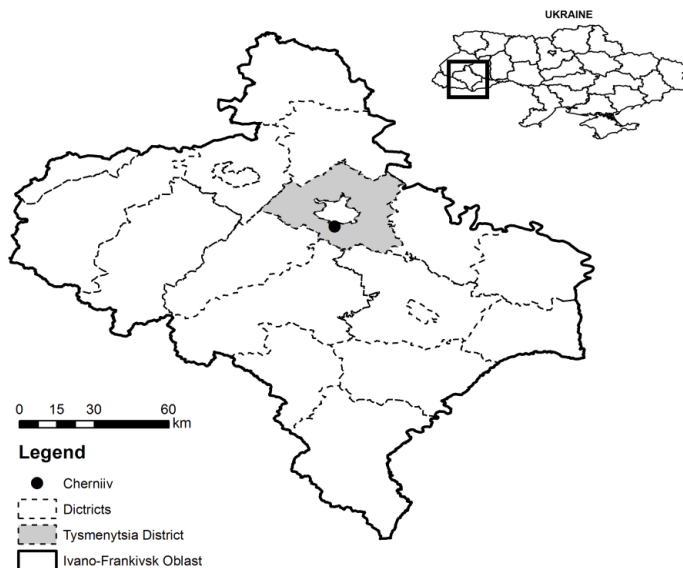 UKRAINE
0 15 30 60
km
Legend
Cherniiv
Dictricts
Tysmenytsia District
Ivano-Frankivsk Oblast